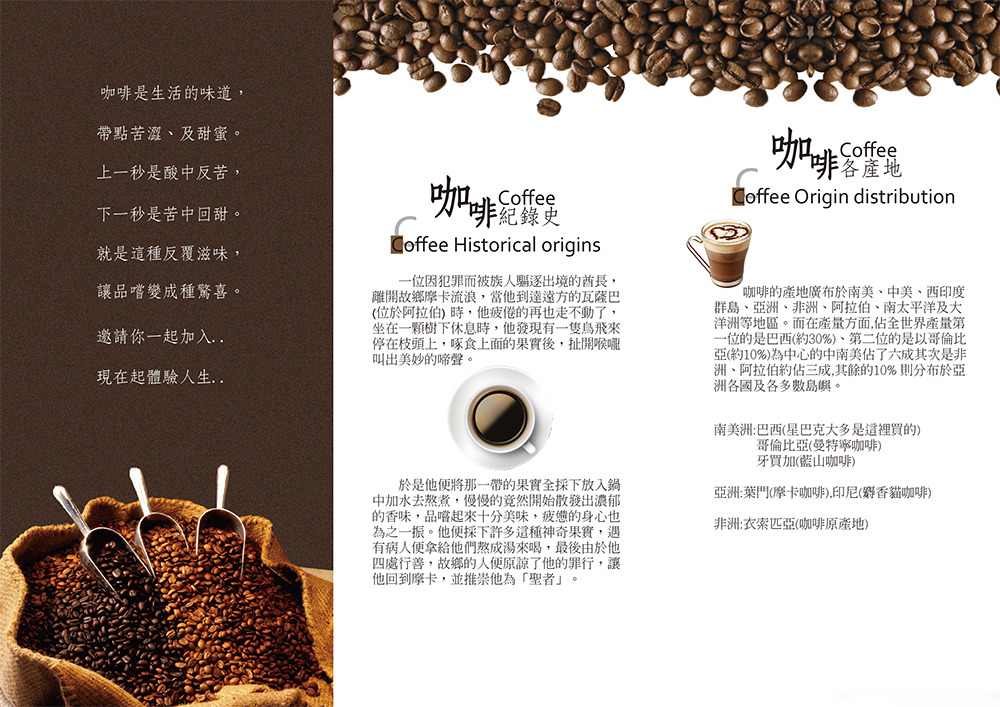 咖啡是生活的味道，
帶點苦澀、及甜蜜。
上一秒是酸中反苦，
下一秒是苦中回甜。
就是這種反覆滋味，
讓品嚐變成種驚喜。
邀請你一起加入..
現在起體驗人生..
咖啡 Coffee
紀錄史
Coffee Historical origins
一位因犯罪而被族人驅逐出境的酋長，
離開故鄉摩卡流浪，當他到達遠方的瓦薩巴
(位於阿拉伯) 時，他疲倦的再也走不動了，
坐在一顆樹下休息時，他發現有一隻鳥飛來
停在枝頭上，啄食上面的果實後，扯開喉嚨
叫出美妙的啼聲。
於是他便將那一帶的果實全採下放入鍋
中加水去熬煮，慢慢的竟然開始散發出濃郁
的香味，品嚐起來十分美味，疲憊的身心也
為之一振。他便採下許多這種神奇果實，遇
有病人便拿給他們熬成湯來喝，最後由於他
四處行善，故鄉的人便原諒了他的罪行，讓
他回到摩卡，並推崇他為「聖者」。
咖啡 Coffee
各產地
Coffee Origin distribution
咖啡的產地廣布於南美、中美、西印度
群島、亞洲、非洲、阿拉伯、南太平洋及大
洋洲等地區。而在產量方面,佔全世界產量第
一位的是巴西(約30%)、第二位的是以哥倫比
亞(約10%)為中心的中南美佔了六成其次是非
洲、阿拉伯約佔三成,其餘的10% 則分布於亞
洲各國及各多數島嶼。
南美洲:巴西(星巴克大多是這裡買的)
哥倫比亞(曼特寧咖啡)
牙買加(藍山咖啡)
亞洲:葉門(摩卡咖啡),印尼(麝香貓咖啡)
非洲:衣索匹亞(咖啡原產地)